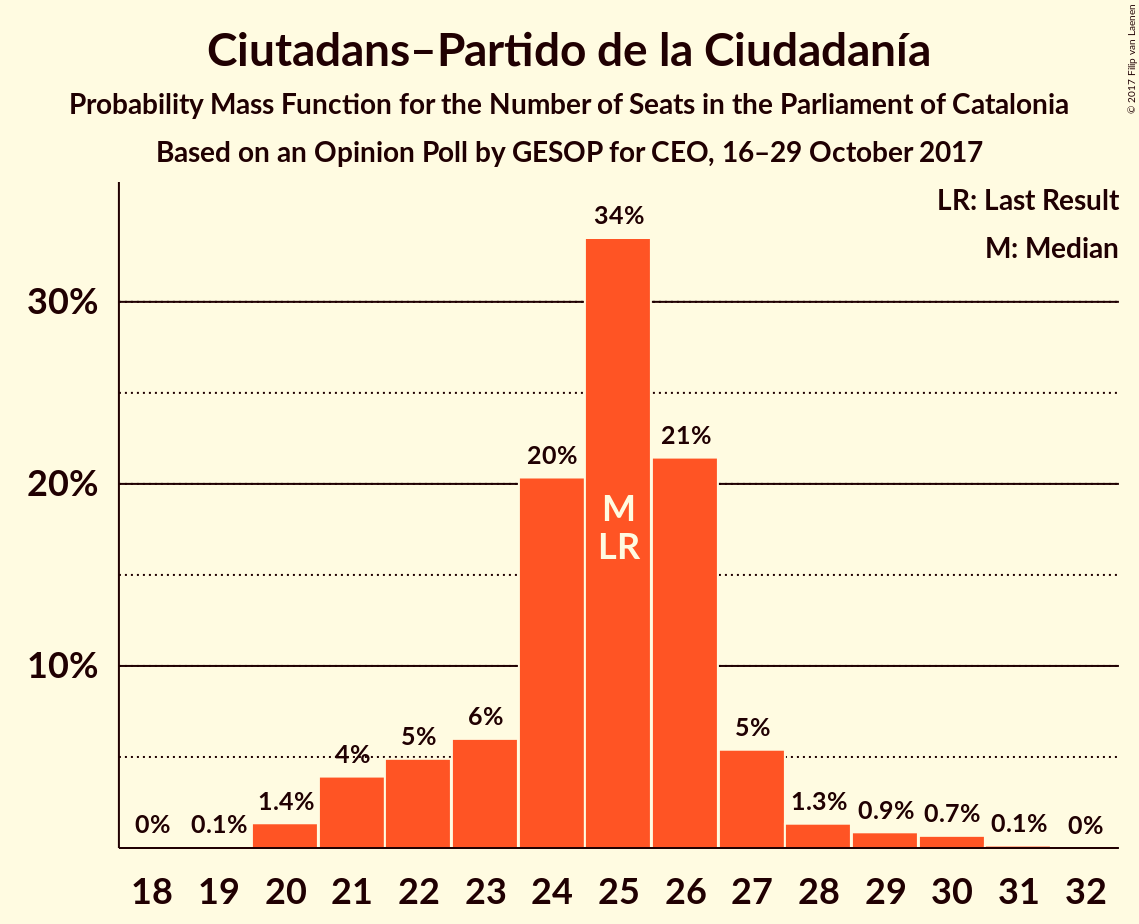 Ciutadans–Partido de la Ciudadanía
Probability Mass Function for the Number of Seats in the Parliament of Catalonia
Based on an Opinion Poll by GESOP for CEO, 16–29 October 2017
© 2017 Filip van Laenen
LR: Last Result
M: Median
34%
30%
21%
20%
20%
M
LR
10%
6%
5%
5%
4%
1.4%
1.3%
0.9%
0.7%
0% 0.1%
0.1% 0%
18 19 20 21 22 23 24 25 26 27 28 29 30 31 32